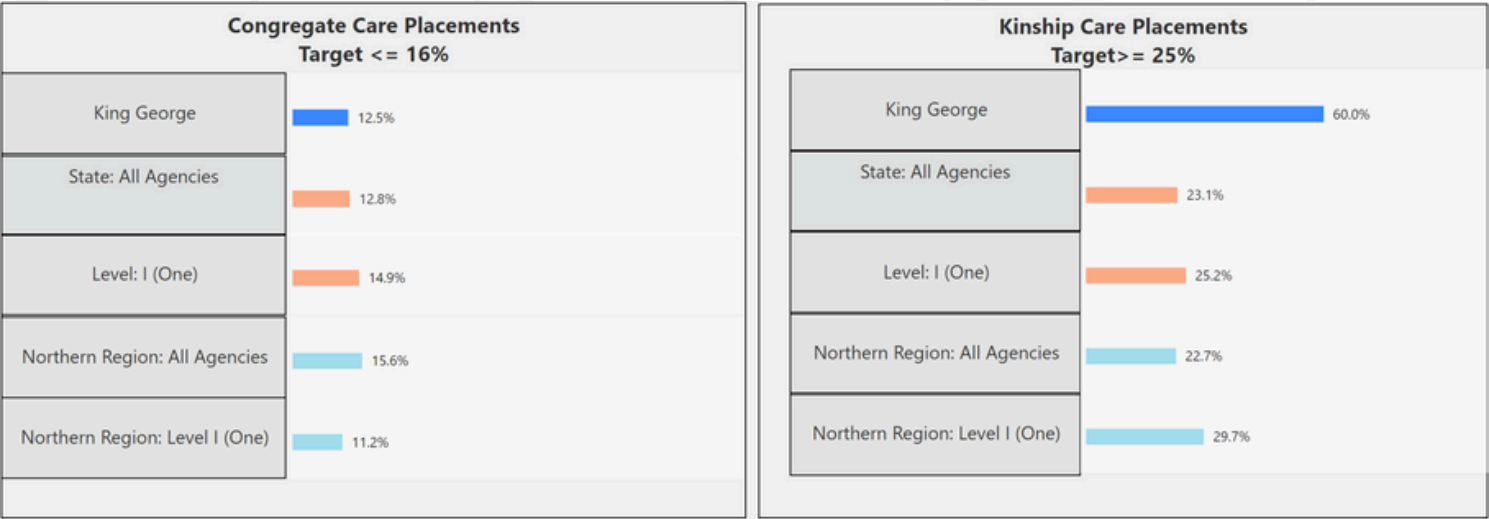 Congregate Care Placements
Target <= 16%
King George
12.5%
State: All Agencies
12.8%
Level: I (One)
14.9%
Northern Region: All Agencies
15.6%
Northern Region: Level I (One)
11.2%
Kinship Care Placements
Target>= 25%
King George
60.0%
State: All Agencies
23.1%
Level: I (One)
25.2%
Northern Region: All Agencies
22.7%
Northern Region: Level I (One)
29.7%